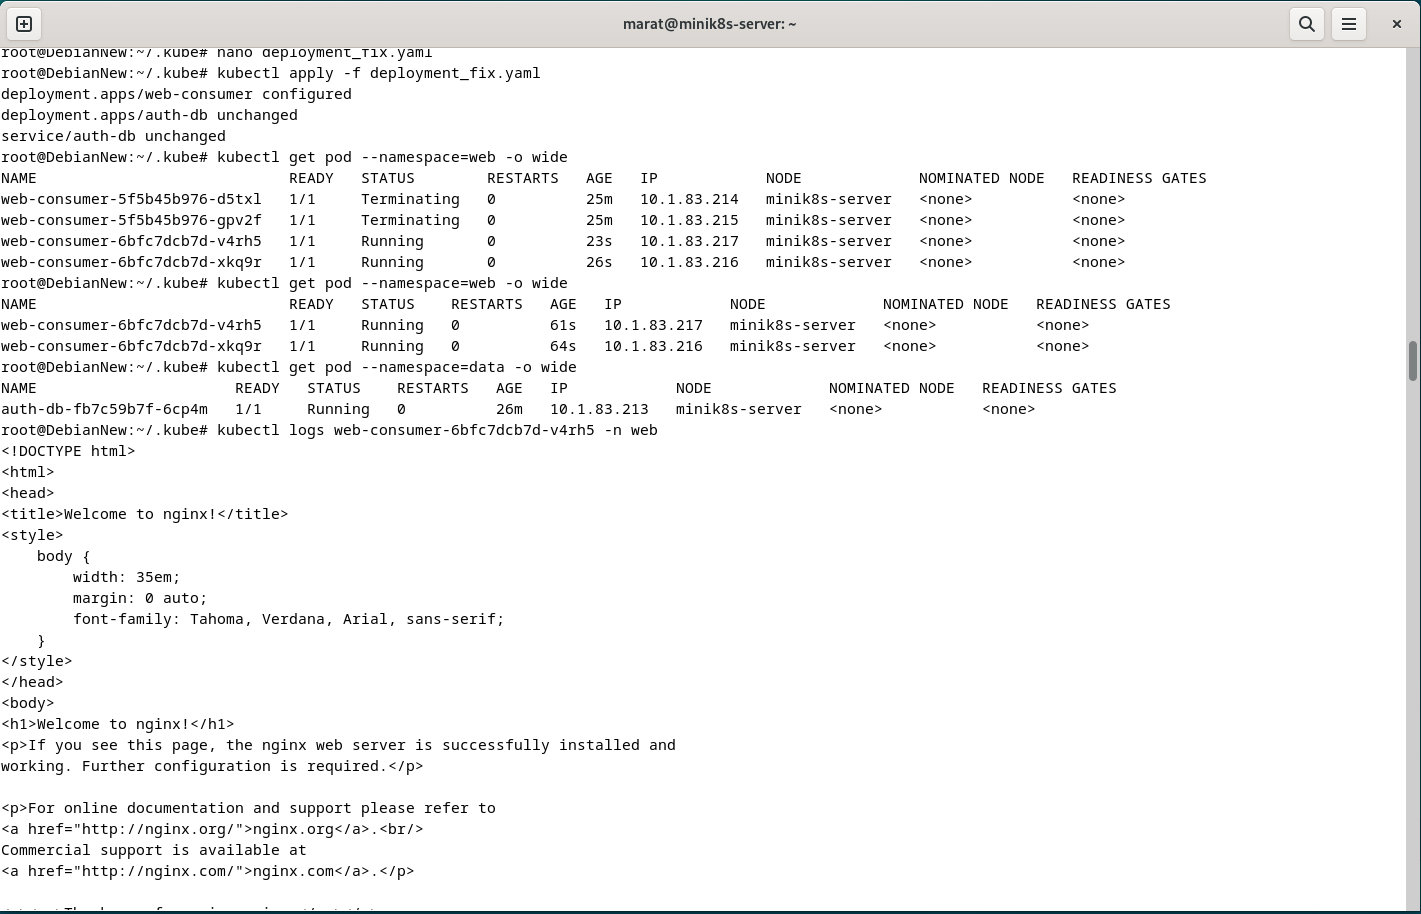 marat@minik8s-server: ~
root@DebianNew:~/.kube# nano deployment_fix.yaml
root@DebianNew:~/.kube# kubectl apply -f deployment_fix.yaml
deployment.apps/web-consumer configured
deployment.apps/auth-db unchanged
service/auth-db unchanged
root@DebianNew:~/.kube# kubectl get pod --namespace=web -o wide
NAME                            READY   STATUS        RESTARTS   AGE   IP            NODE             NOMINATED NODE   READINESS GATES
web-consumer-5f5b45b976-d5txl   1/1     Terminating   0          25m   10.1.83.214   minik8s-server   <none>           <none>
web-consumer-5f5b45b976-gpv2f   1/1     Terminating   0          25m   10.1.83.215   minik8s-server   <none>           <none>
web-consumer-6bfc7dcb7d-v4rh5   1/1     Running       0          23s   10.1.83.217   minik8s-server   <none>           <none>
web-consumer-6bfc7dcb7d-xkq9r   1/1     Running       0          26s   10.1.83.216   minik8s-server   <none>           <none>
root@DebianNew:~/.kube# kubectl get pod --namespace=web -o wide
NAME                            READY   STATUS    RESTARTS   AGE   IP            NODE             NOMINATED NODE   READINESS GATES
web-consumer-6bfc7dcb7d-v4rh5   1/1     Running   0          61s   10.1.83.217   minik8s-server   <none>           <none>
web-consumer-6bfc7dcb7d-xkq9r   1/1     Running   0          64s   10.1.83.216   minik8s-server   <none>           <none>
root@DebianNew:~/.kube# kubectl get pod --namespace=data -o wide
NAME                      READY   STATUS    RESTARTS   AGE   IP            NODE             NOMINATED NODE   READINESS GATES
auth-db-fb7c59b7f-6cp4m   1/1     Running   0          26m   10.1.83.213   minik8s-server   <none>           <none>
root@DebianNew:~/.kube# kubectl logs web-consumer-6bfc7dcb7d-v4rh5 -n web
<!DOCTYPE html>
<html>
<head>
<title>Welcome to nginx!</title>
<style>
    body {
        width: 35em;
        margin: 0 auto;
        font-family: Tahoma, Verdana, Arial, sans-serif;
    }
</style>
</head>
<body>
<h1>Welcome to nginx!</h1>
<p>If you see this page, the nginx web server is successfully installed and
working. Further configuration is required.</p>

<p>For online documentation and support please refer to
<a href="http://nginx.org/">nginx.org</a>.<br/>
Commercial support is available at
<a href="http://nginx.com/">nginx.com</a>.</p>